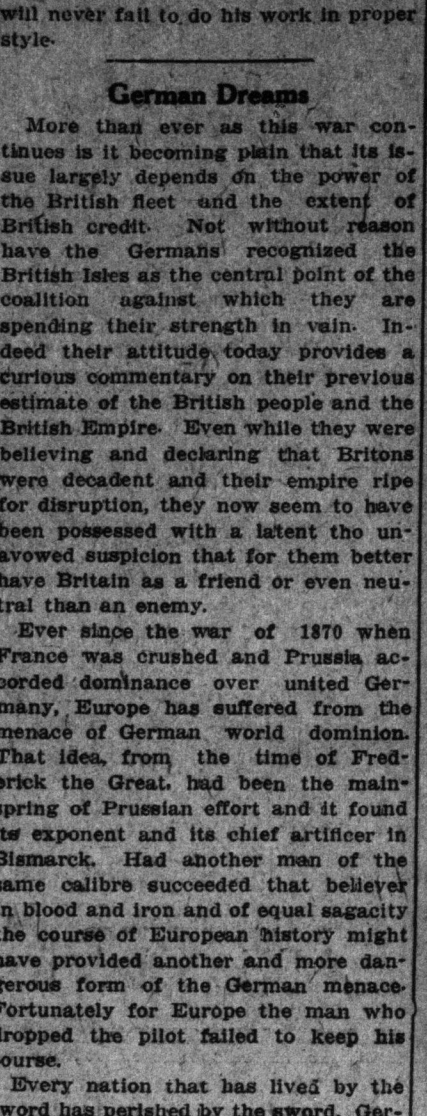 will never fail to do his work in proper
style.
German Dreams
More than ever as this war con-
tinues is it becoming plain that its is-
sue largely depends on the power of
the British fleet and the extent of
British credit. Not without reason
have the Germans recognized the
British Isles as the central point of the
coalition against which they are
spending their strength in vain. In-
deed their attitude today provides a
curious commentary on their previous
estimate of the British people and the
British Empire. Even while they were
believing and declaring that Britons
were decadent and their empire ripe
for disruption, they now seem to have
been possessed with a latent tho un-
avowed suspicion that for them better
have Britain as a friend or even neu-
tral than an enemy.
Ever since the war of 1870 when
France was crushed and Prussia ac-
corded dominance over united Ger-
many, Europe has suffered from the
menace of German world dominion.
That idea, from the time of Fred-
erick the Great, had been the main-
spring of Prussian effort and it found
its exponent and its chief artificer in
Bismarck. Had another man of the
same calibre succeeded that believer
in blood and iron and of equal sagacity
the course of European history might
have provided another and more dan-
gerous form of the German menace.
Fortunately for Europe the man who
dropped the pilot failed to keep his
course.
Every nation that has lived by the
sword has perished by the sword. Ger-